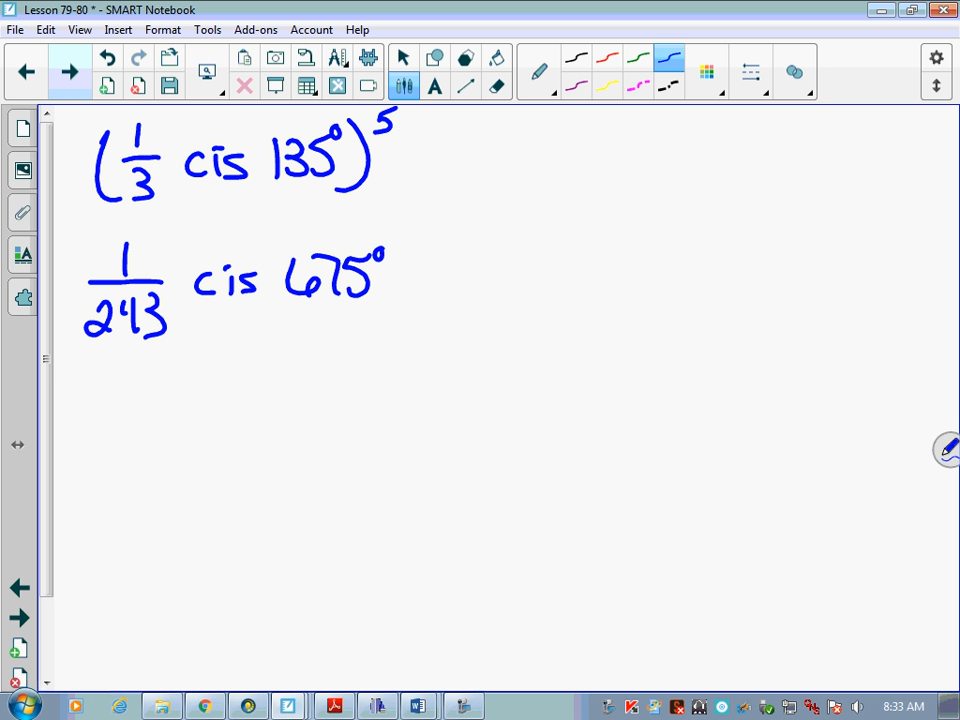 Lesson 79-80 * - SMART Notebook
File Edit View Insert Format Tools Add-ons Account Help
(1/3 cis 135°)^5
1/243 cis 675°
8:33 AM